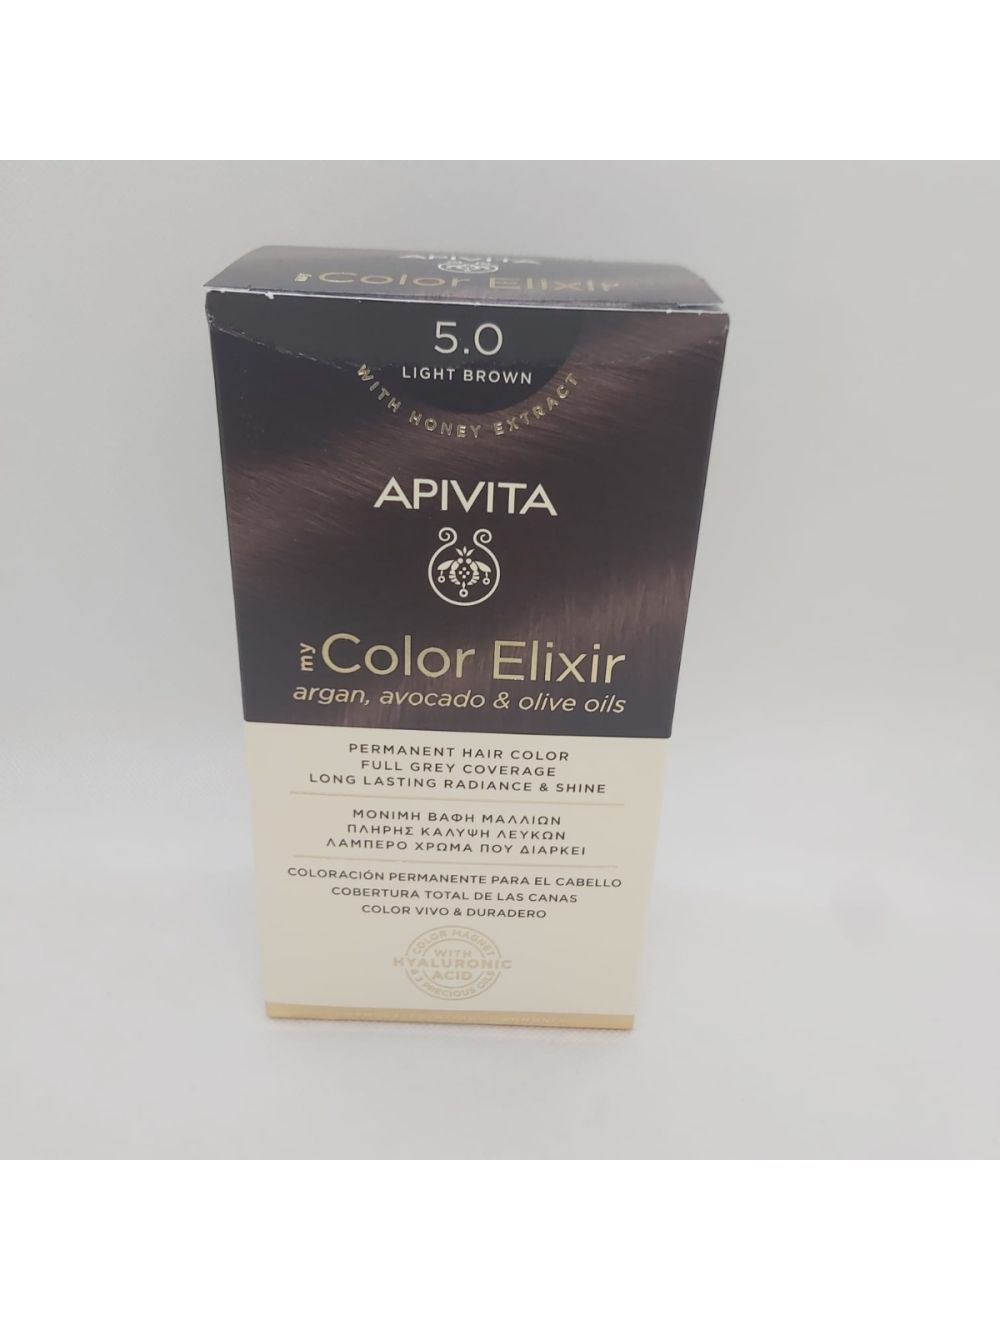 APIVITA
my Color Elixir
5.0
LIGHT BROWN
WITH HONEY EXTRACT
APIVITA
my Color Elixir
argan, avocado & olive oils
PERMANENT HAIR COLOR
FULL GREY COVERAGE
LONG LASTING RADIANCE & SHINE
ΜΟΝΙΜΗ ΒΑΦΗ ΜΑΛΛΙΩΝ
ΠΛΗΡΗΣ ΚΑΛΥΨΗ ΛΕΥΚΩΝ
ΛΑΜΠΕΡΟ ΧΡΩΜΑ ΠΟΥ ΔΙΑΡΚΕΙ
COLORACIÓN PERMANENTE PARA EL CABELLO
COBERTURA TOTAL DE LAS CANAS
COLOR VIVO & DURADERO
COLOR MAGNET
WITH
HYALURONIC
ACID
& 3 PRECIOUS OILS